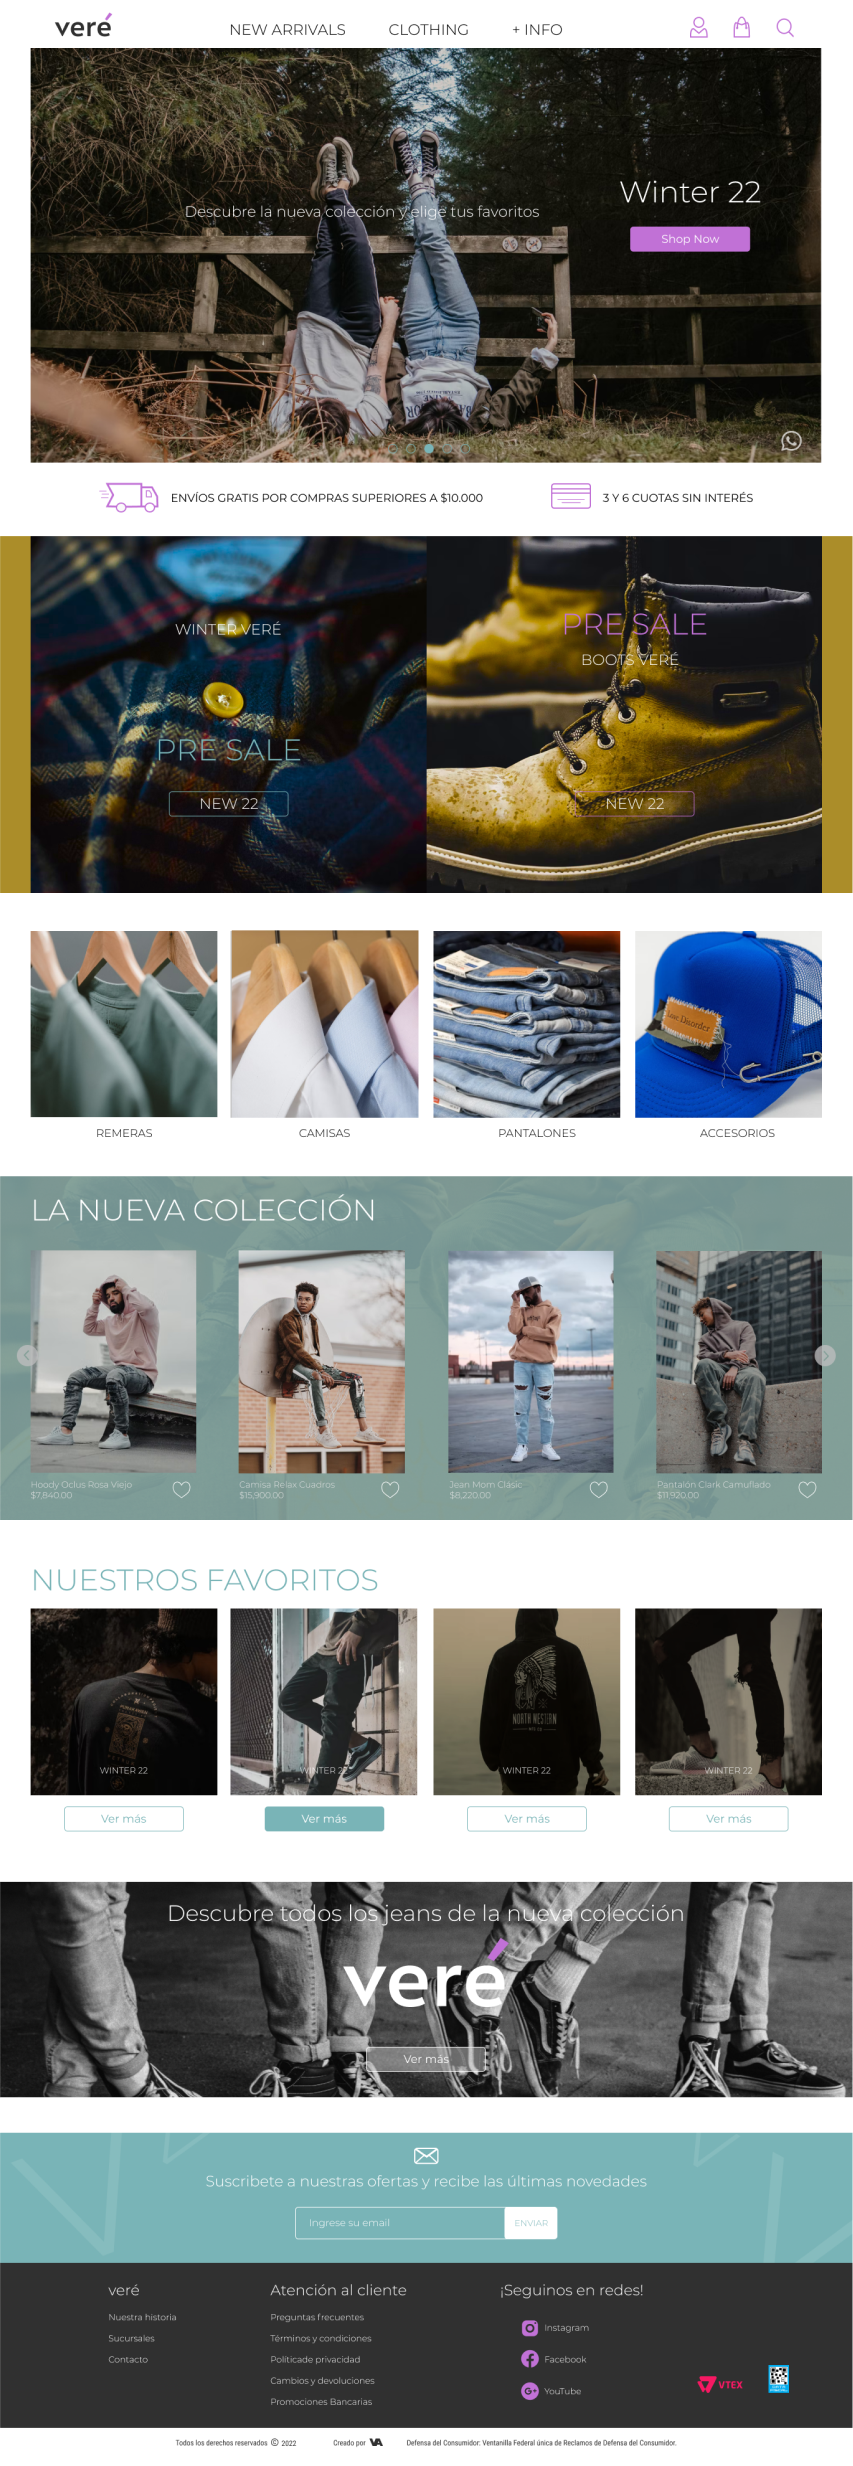 veré
NEW ARRIVALS CLOTHING + INFO
Winter 22
Descubre la nueva colección y elige tus favoritos
Shop Now
ENVÍOS GRATIS POR COMPRAS SUPERIORES A $10.000
3 Y 6 CUOTAS SIN INTERÉS
WINTER VERÉ
PRE SALE
NEW 22
PRE SALE
BOOTS VERÉ
NEW 22
Disorder
REMERAS
CAMISAS
PANTALONES
ACCESORIOS
LA NUEVA COLECCIÓN
Hoody Oclus Rosa Viejo
$7,840.00
Camisa Relax Cuadros
$15,900.00
Jean Mom Clasic
$8,220.00
Pantalón Clark Camuflado
$11,920.00
NUESTROS FAVORITOS
WINTER 22
WINTER 22
NORTH WESTERN
WINTER 22
WINTER 22
Ver más
Ver más
Ver más
Ver más
Descubre todos los jeans de la nueva colección
veré
Ver más
Suscribete a nuestras ofertas y recibe las últimas novedades
Ingrese su email
ENVIAR
veré
Nuestra historia
Sucursales
Contacto
Atención al cliente
Preguntas frecuentes
Términos y condiciones
Políticade privacidad
Cambios y devoluciones
Promociones Bancarias
¡Seguinos en redes!
Instagram
Facebook
G+ YouTube
VTEX
Todos los derechos reservados © 2022
Creado por VA
Defensa del Consumidor: Ventanilla Federal única de Reclamos de Defensa del Consumidor.